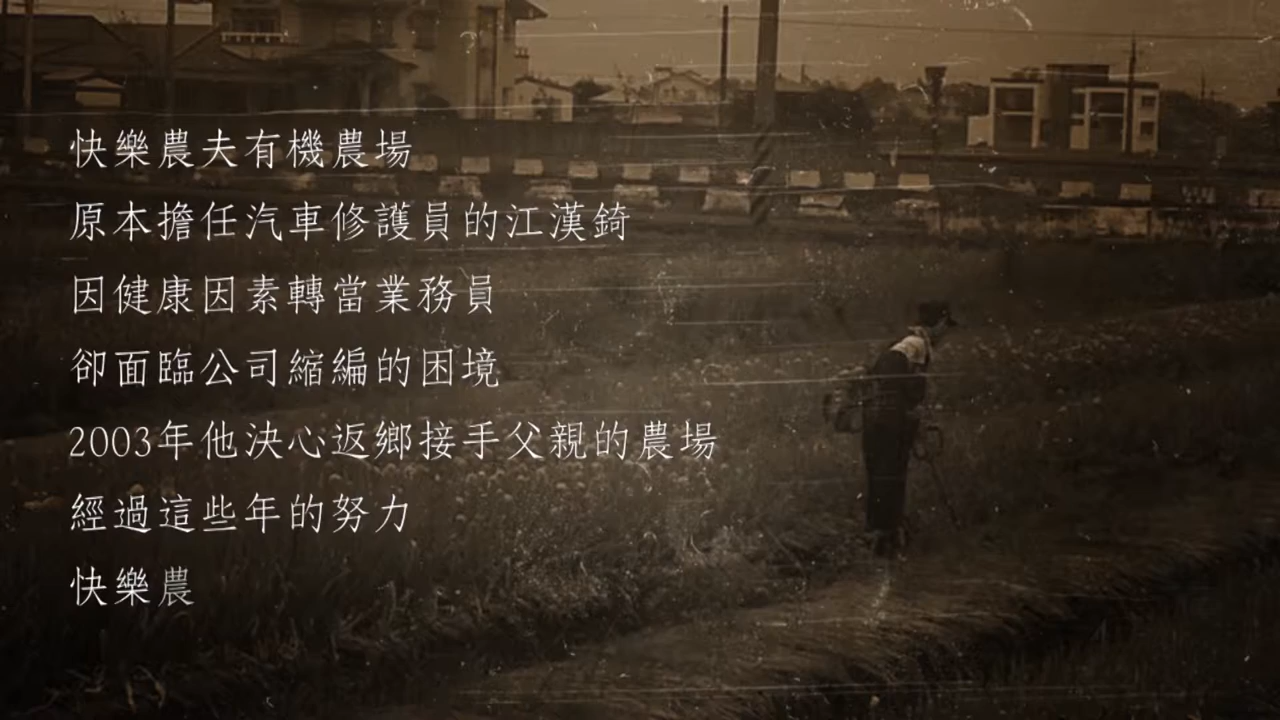 快樂農夫有機農場
原本擔任汽車修護員的江漢錡
因健康因素轉當業務員
卻面臨公司縮編的困境
2003年他決心返鄉接手父親的農場
經過這些年的努力
快樂農